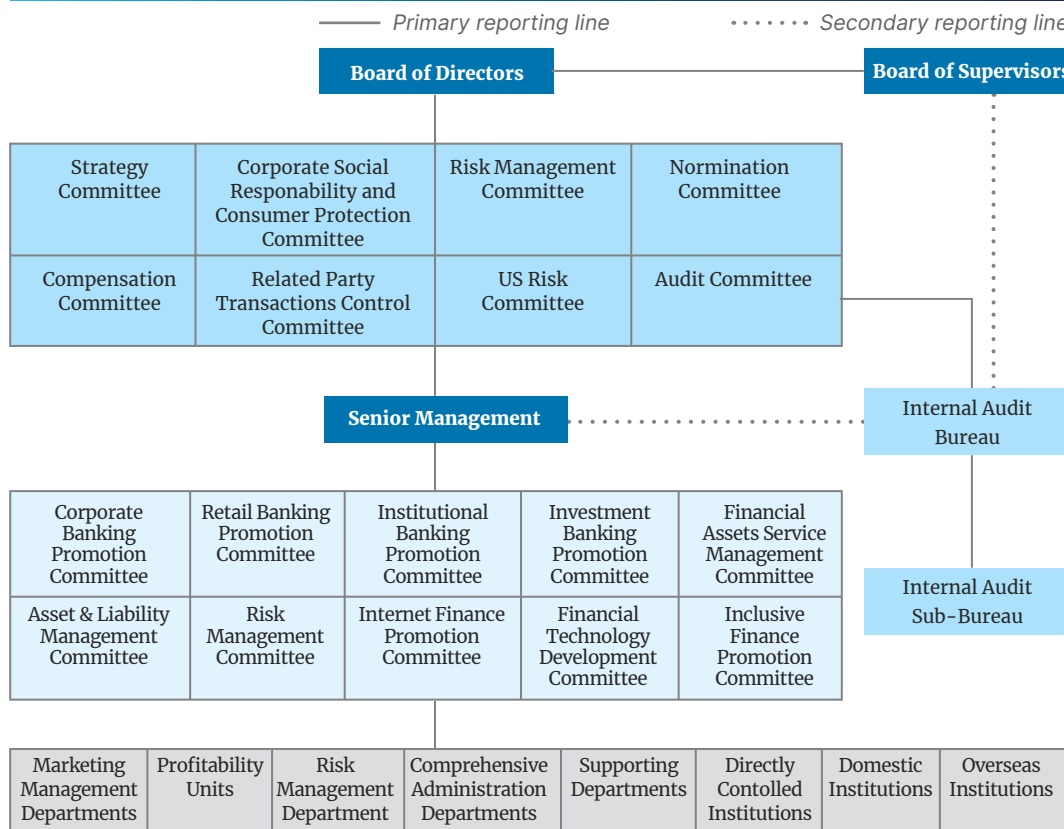 Primary reporting line
Secondary reporting line
Board of Directors
Board of Supervisors
Strategy
Committee
Corporate Social
Responability and
Consumer Protection
Committee
Risk Management
Committee
Normination
Committee
Compensation
Committee
Related Party
Transactions Control
Committee
US Risk
Committee
Audit Committee
Senior Management
Internal Audit
Bureau
Corporate
Banking
Promotion
Committee
Retail Banking
Promotion
Committee
Institutional
Banking
Promotion
Committee
Investment
Banking
Promotion
Committee
Financial
Assets Service
Management
Committee
Asset & Liability
Management
Committee
Risk
Management
Committee
Internet Finance
Promotion
Committee
Financial
Technology
Development
Committee
Inclusive
Finance
Promotion
Committee
Internal Audit
Sub-Bureau
Marketing
Management
Departments
Profitability
Units
Risk
Management
Department
Comprehensive
Administration
Departments
Supporting
Departments
Directly
Contolled
Institutions
Domestic
Institutions
Overseas
Institutions